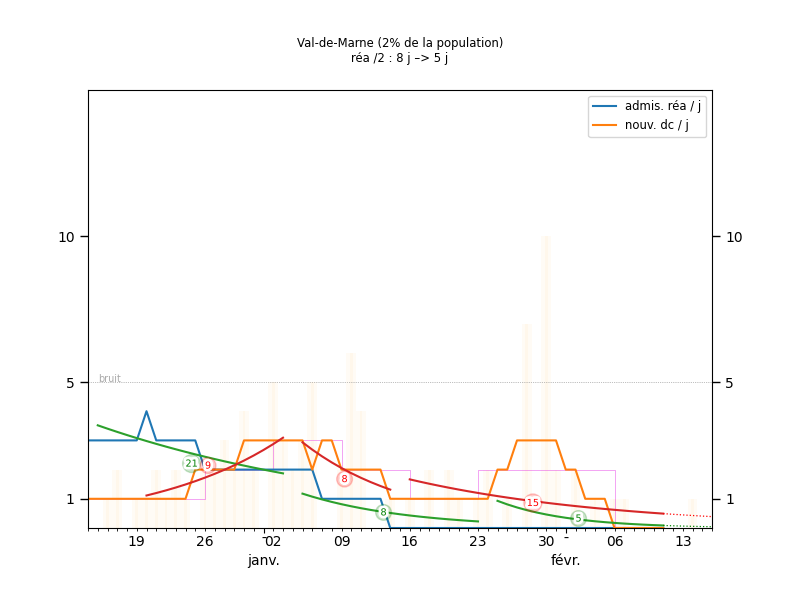 Val-de-Marne (2% de la population)
réa /2 : 8 j –> 5 j
admis. réa / j
nouv. dc / j
10 10
bruit
5 5
21 9 8 15 8 5
1 1
19 26 02 09 16 23 30 06 13
janv. févr.